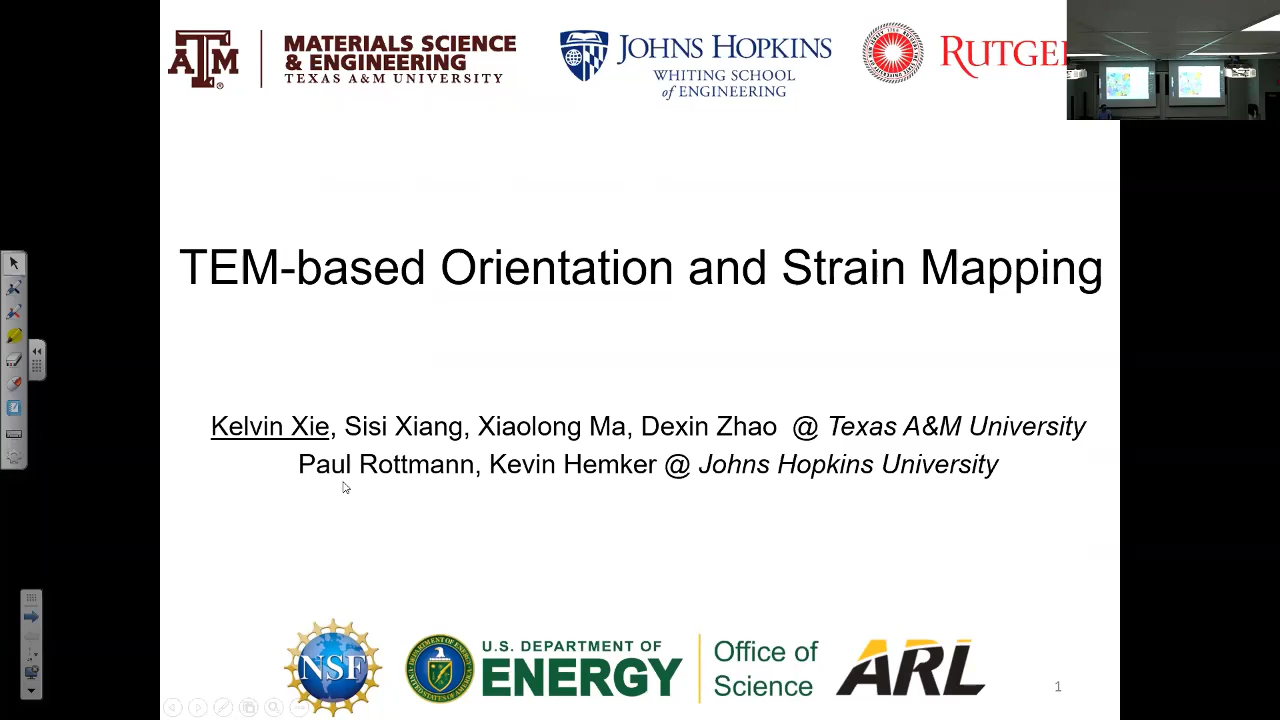 MATERIALS SCIENCE
& ENGINEERING
TEXAS A&M UNIVERSITY
JOHNS HOPKINS
WHITING SCHOOL
of ENGINEERING
RUTGE
TEM-based Orientation and Strain Mapping
Kelvin Xie, Sisi Xiang, Xiaolong Ma, Dexin Zhao @ Texas A&M University
Paul Rottmann, Kevin Hemker @ Johns Hopkins University
NSF
U.S. DEPARTMENT OF
ENERGY
Office of
Science
ARL
1